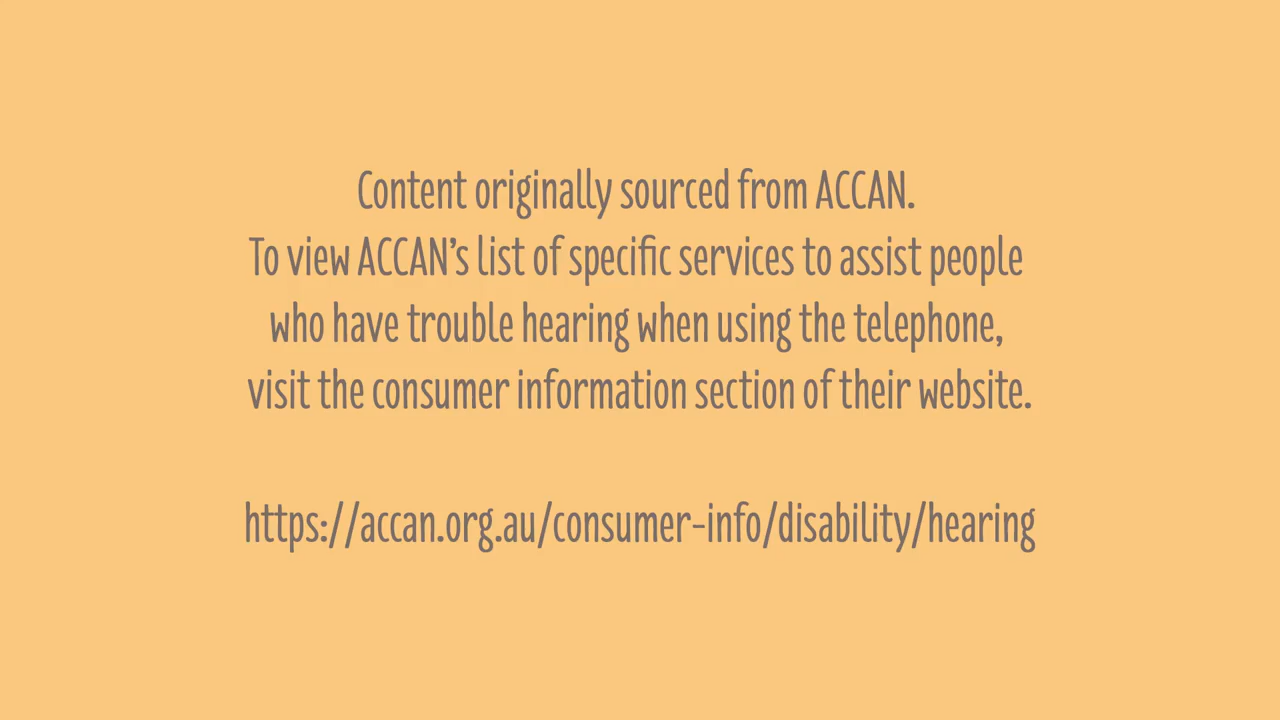 Content originally sourced from ACCAN.
To view ACCAN’s list of specific services to assist people
who have trouble hearing when using the telephone,
visit the consumer information section of their website.
https://accan.org.au/consumer-info/disability/hearing